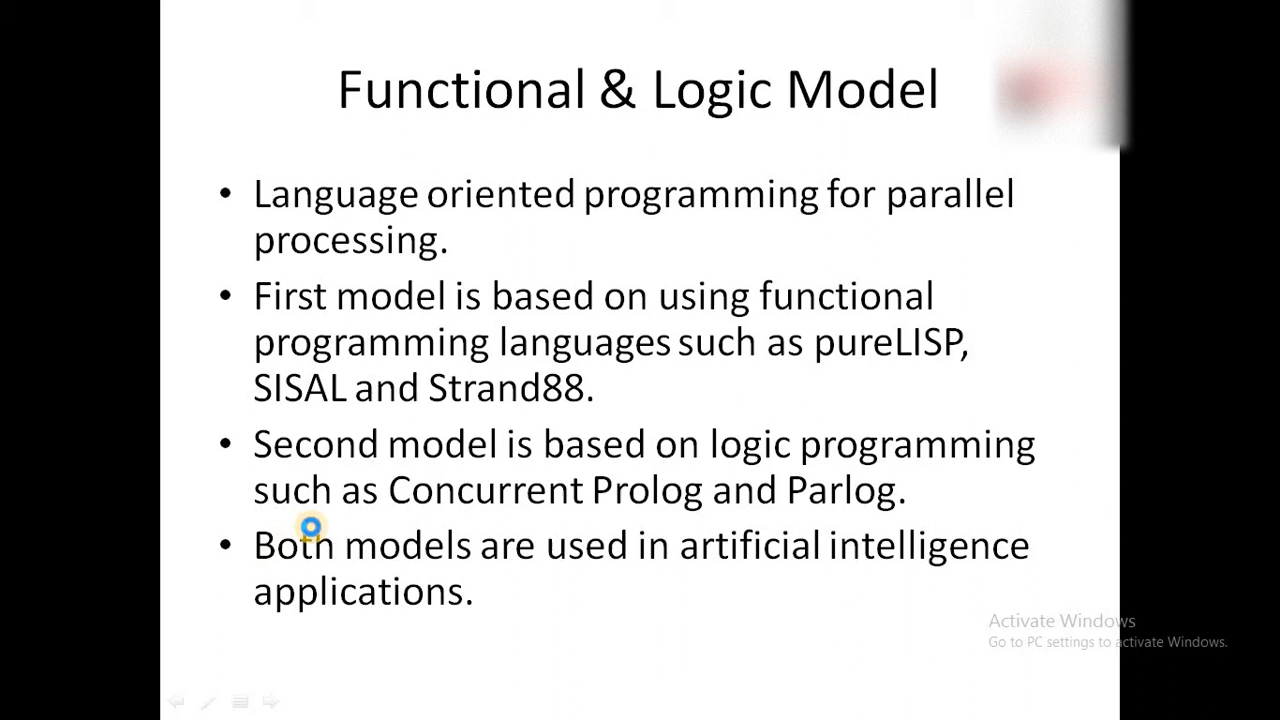 Functional & Logic Model
• Language oriented programming for parallel
processing.
• First model is based on using functional
programming languages such as pureLISP,
SISAL and Strand88.
• Second model is based on logic programming
such as Concurrent Prolog and Parlog.
• Both models are used in artificial intelligence
applications.
Activate Windows
Go to PC settings to activate Windows.